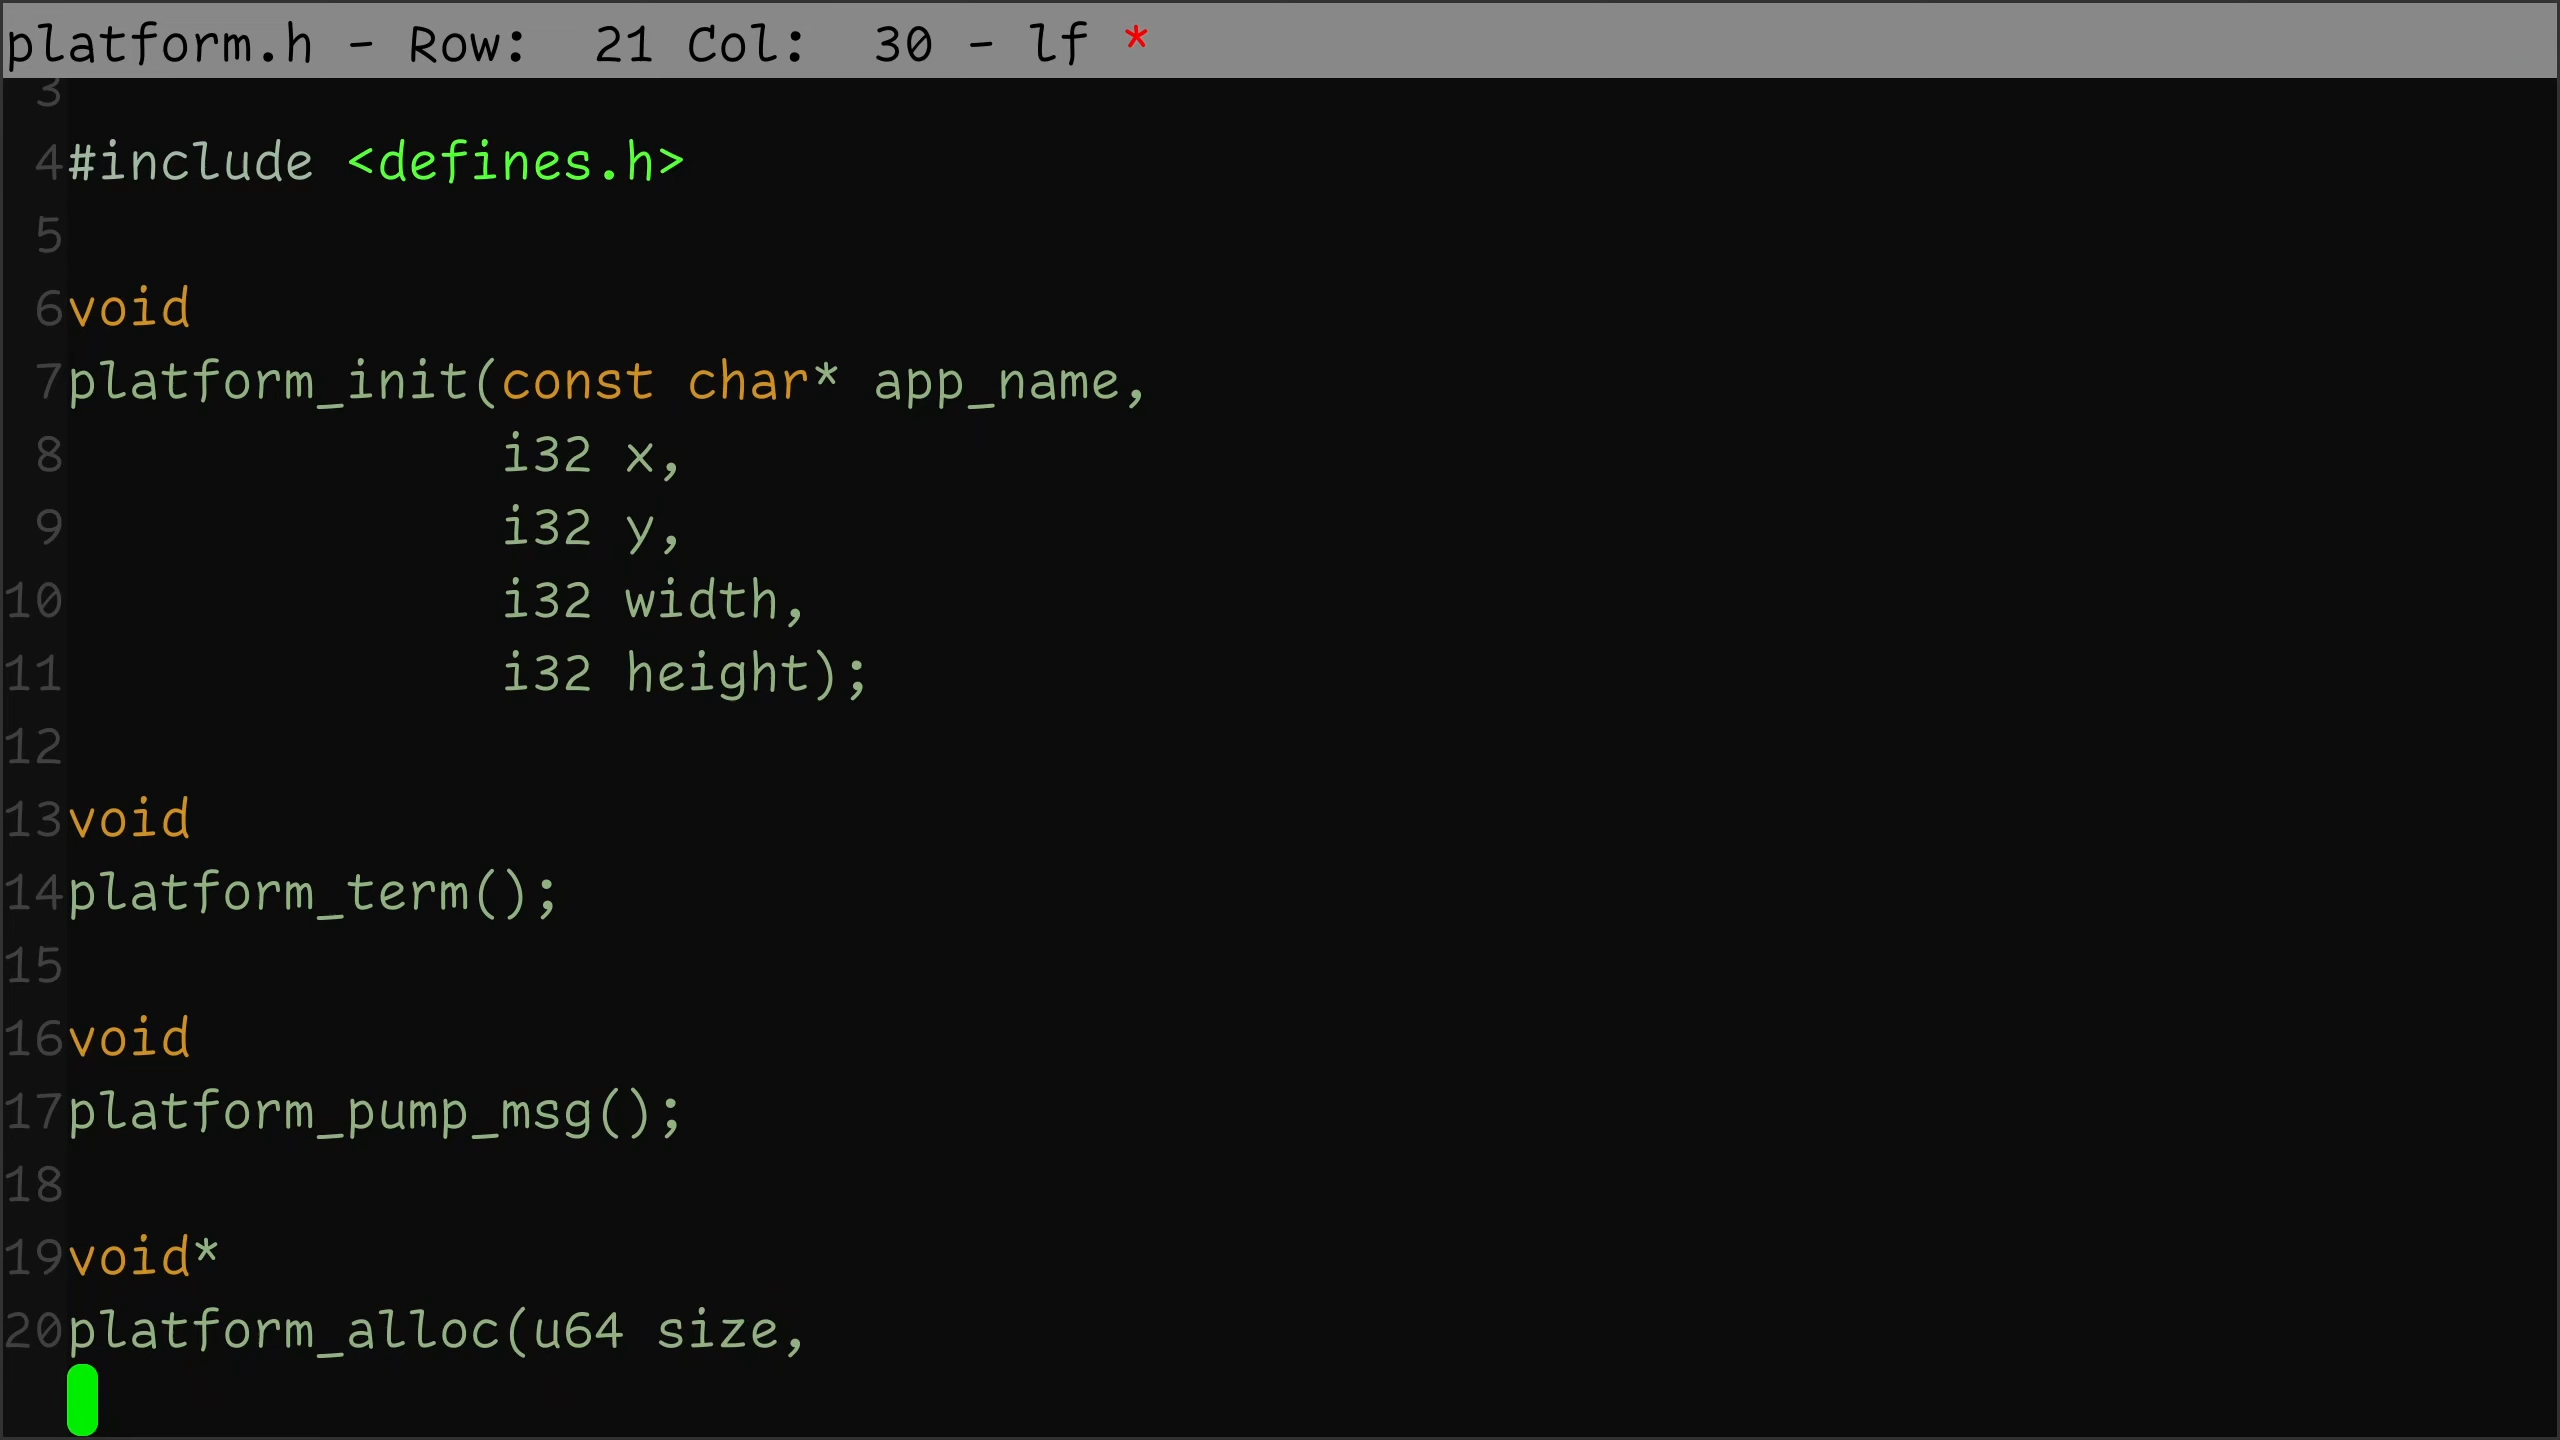 platform.h - Row:  21 Col:  30 - lf *
3
4#include <defines.h>
5
6void
7platform_init(const char* app_name,
8              i32 x,
9              i32 y,
10              i32 width,
11              i32 height);
12
13void
14platform_term();
15
16void
17platform_pump_msg();
18
19void*
20platform_alloc(u64 size,